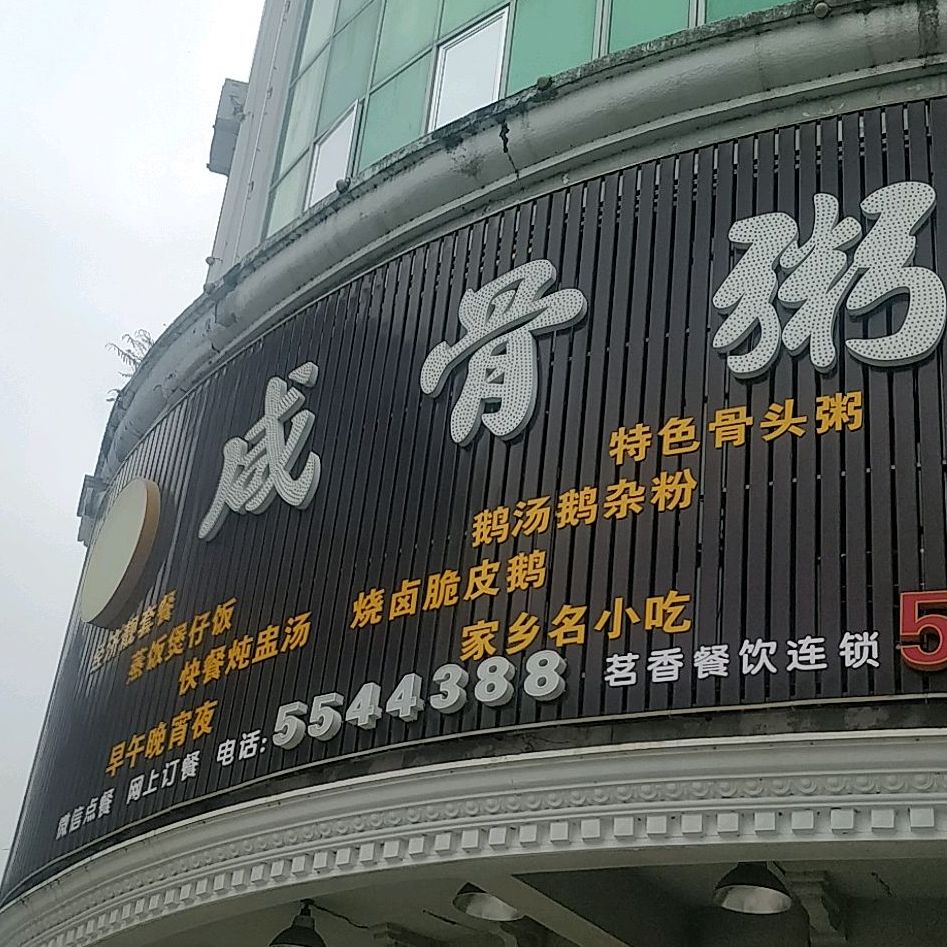 咸骨粥
特色骨头粥
鹅汤鹅杂粉
烧卤脆皮鹅
家乡名小吃
套餐
蒸饭煲仔饭
快餐炖盅汤
早午晚宵夜
微信点餐 网上订餐 电话:5544388
茗香餐饮连锁
5